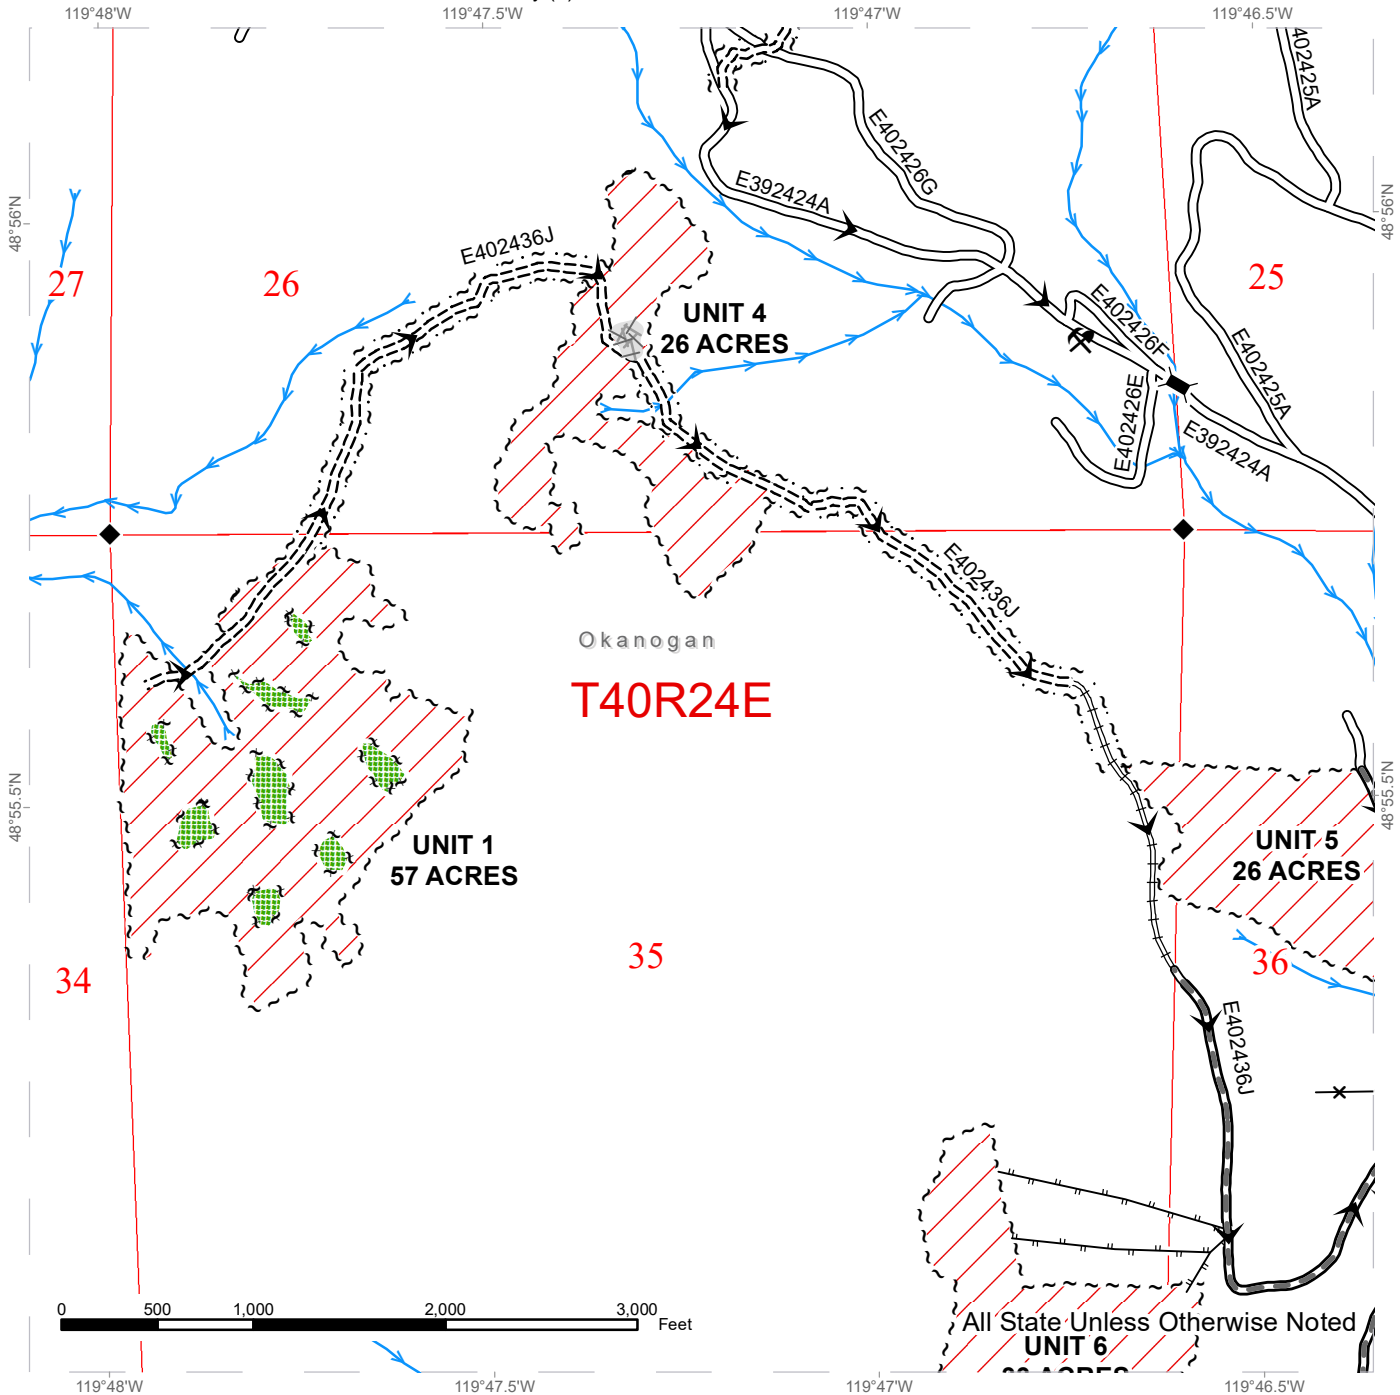 119°48'W
119°47.5'W
119°47'W
119°46.5'W
402425A
E402426G
E392424A
48°56'N
48°56'N
E402436J
27
26
25
UNIT 4
26 ACRES
E402426F
E402425A
E402426E
E392424A
E402436J
Okanogan
T40R24E
48°55.5'N
48°55.5'N
UNIT 1
57 ACRES
UNIT 5
26 ACRES
34
35
36
E402436J
0
500
1,000
2,000
3,000
Feet
All State Unless Otherwise Noted
UNIT 6
ACRES
119°48'W
119°47.5'W
119°47'W
119°46.5'W